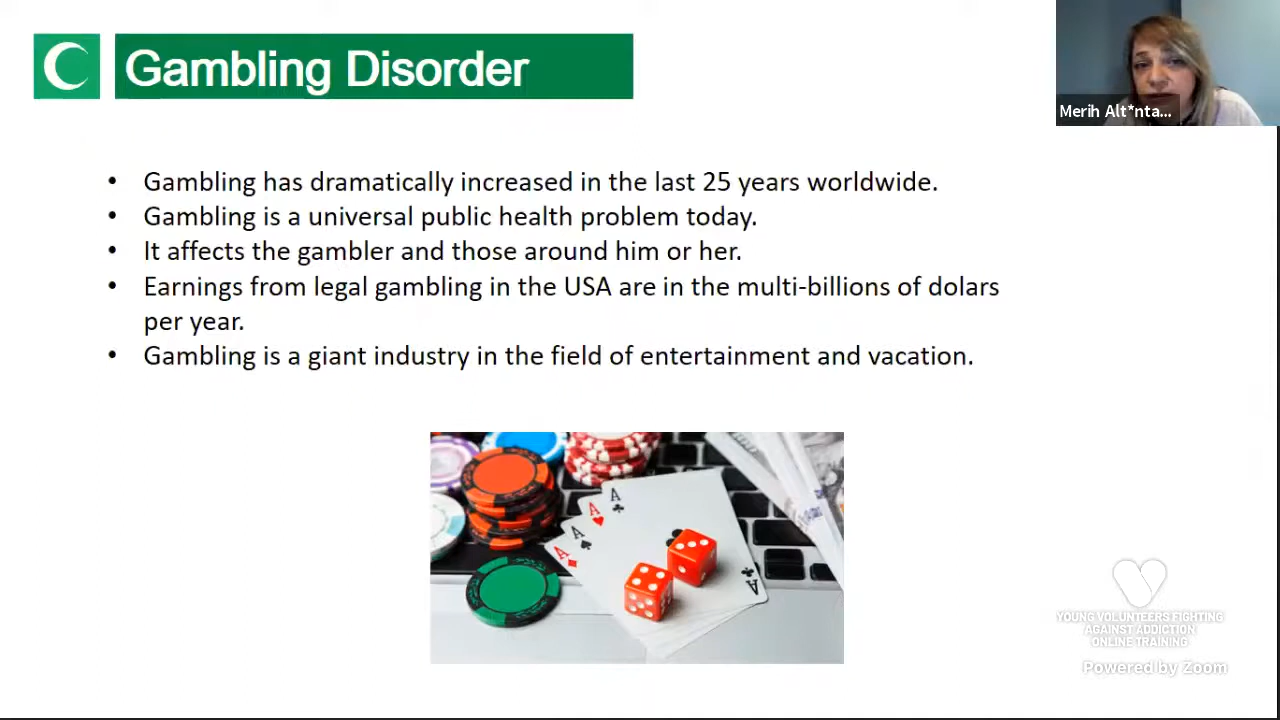 Gambling Disorder
Merih Alt*nta...
• Gambling has dramatically increased in the last 25 years worldwide.
• Gambling is a universal public health problem today.
• It affects the gambler and those around him or her.
• Earnings from legal gambling in the USA are in the multi-billions of dolars
per year.
• Gambling is a giant industry in the field of entertainment and vacation.
A
A
A
A
A
YOUNG VOLUNTEERS FIGHTING
AGAINST ADDICTION
ONLINE TRAINING
Powered by Zoom